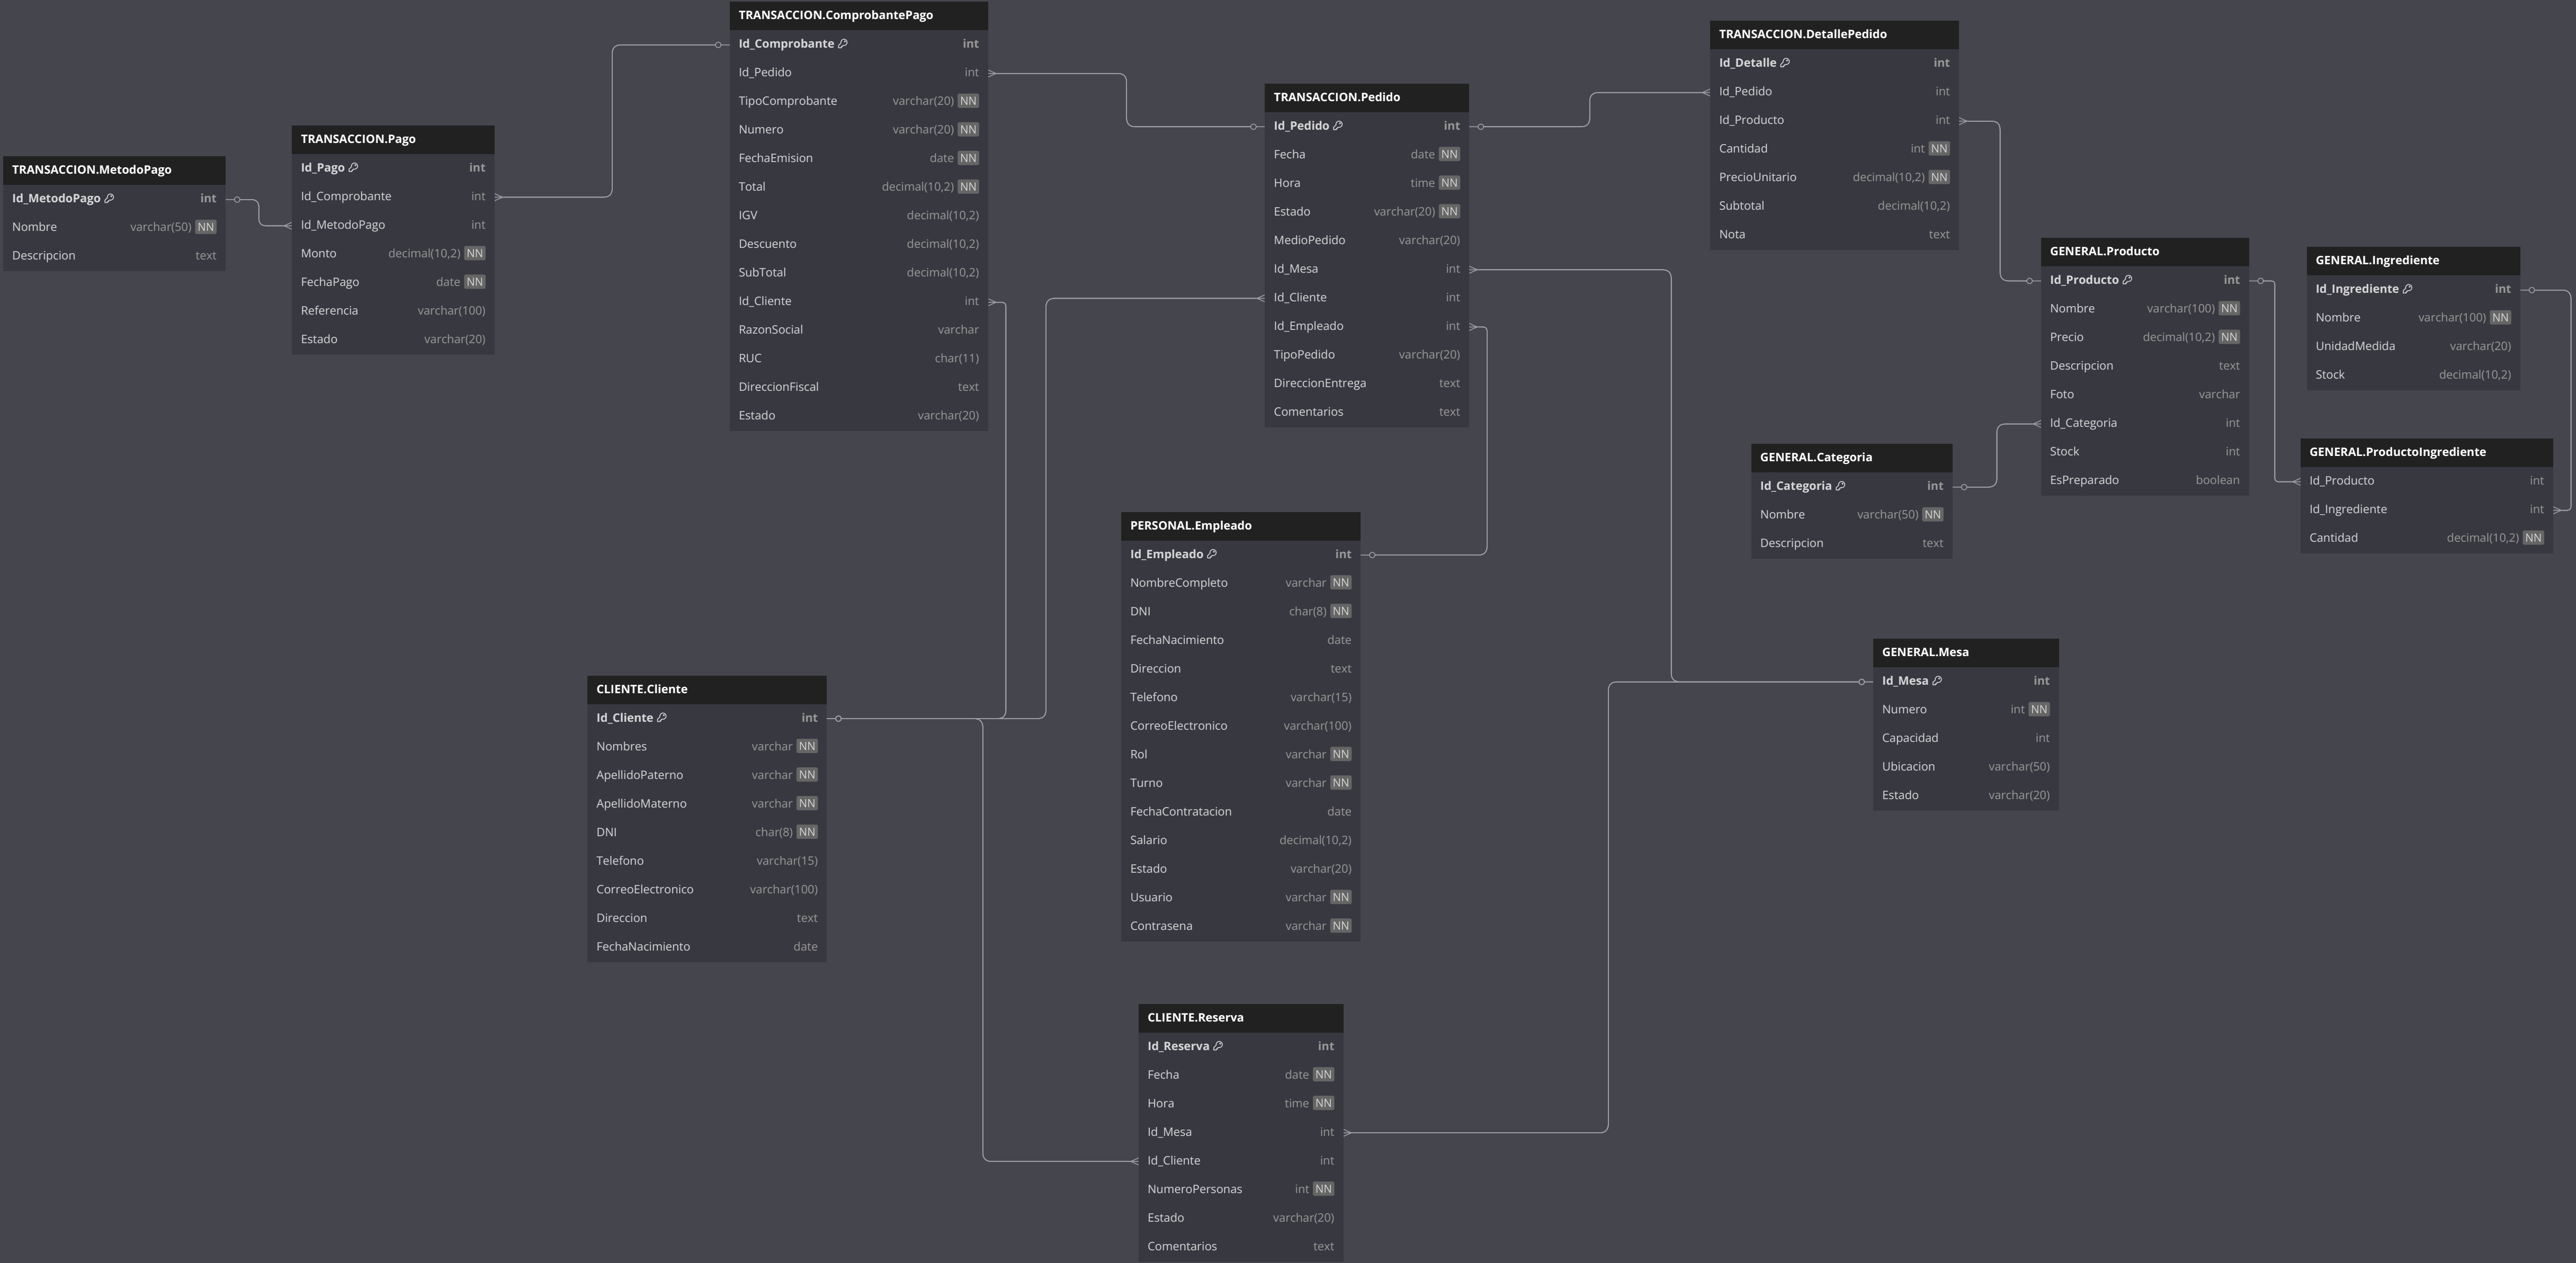 TRANSACCION.MetodoPago
Id_MetodoPago int
Nombre varchar(50) NN
Descripcion text
TRANSACCION.Pago
Id_Pago int
Id_Comprobante int
Id_MetodoPago int
Monto decimal(10,2) NN
FechaPago date NN
Referencia varchar(100)
Estado varchar(20)
TRANSACCION.ComprobantePago
Id_Comprobante int
Id_Pedido int
TipoComprobante varchar(20) NN
Numero varchar(20) NN
FechaEmision date NN
Total decimal(10,2) NN
IGV decimal(10,2)
Descuento decimal(10,2)
SubTotal decimal(10,2)
Id_Cliente int
RazonSocial varchar
RUC char(11)
DireccionFiscal text
Estado varchar(20)
TRANSACCION.Pedido
Id_Pedido int
Fecha date NN
Hora time NN
Estado varchar(20) NN
MedioPedido varchar(20)
Id_Mesa int
Id_Cliente int
Id_Empleado int
TipoPedido varchar(20)
DireccionEntrega text
Comentarios text
TRANSACCION.DetallePedido
Id_Detalle int
Id_Pedido int
Id_Producto int
Cantidad int NN
PrecioUnitario decimal(10,2) NN
Subtotal decimal(10,2)
Nota text
GENERAL.Producto
Id_Producto int
Nombre varchar(100) NN
Precio decimal(10,2) NN
Descripcion text
Foto varchar
Id_Categoria int
Stock int
EsPreparado boolean
GENERAL.Ingrediente
Id_Ingrediente int
Nombre varchar(100) NN
UnidadMedida varchar(20)
Stock decimal(10,2)
GENERAL.Categoria
Id_Categoria int
Nombre varchar(50) NN
Descripcion text
GENERAL.ProductoIngrediente
Id_Producto int
Id_Ingrediente int
Cantidad decimal(10,2) NN
PERSONAL.Empleado
Id_Empleado int
NombreCompleto varchar NN
DNI char(8) NN
FechaNacimiento date
Direccion text
Telefono varchar(15)
CorreoElectronico varchar(100)
Rol varchar NN
Turno varchar NN
FechaContratacion date
Salario decimal(10,2)
Estado varchar(20)
Usuario varchar NN
Contrasena varchar NN
GENERAL.Mesa
Id_Mesa int
Numero int NN
Capacidad int
Ubicacion varchar(50)
Estado varchar(20)
CLIENTE.Cliente
Id_Cliente int
Nombres varchar NN
ApellidoPaterno varchar NN
ApellidoMaterno varchar NN
DNI char(8) NN
Telefono varchar(15)
CorreoElectronico varchar(100)
Direccion text
FechaNacimiento date
CLIENTE.Reserva
Id_Reserva int
Fecha date NN
Hora time NN
Id_Mesa int
Id_Cliente int
NumeroPersonas int NN
Estado varchar(20)
Comentarios text